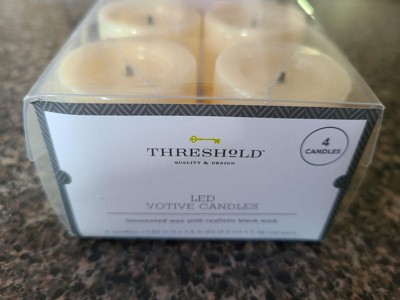 THRESHOLD
QUALITY & DESIGN
4
CANDLES
LED
VOTIVE CANDLES
Unscented wax with realistic black wick